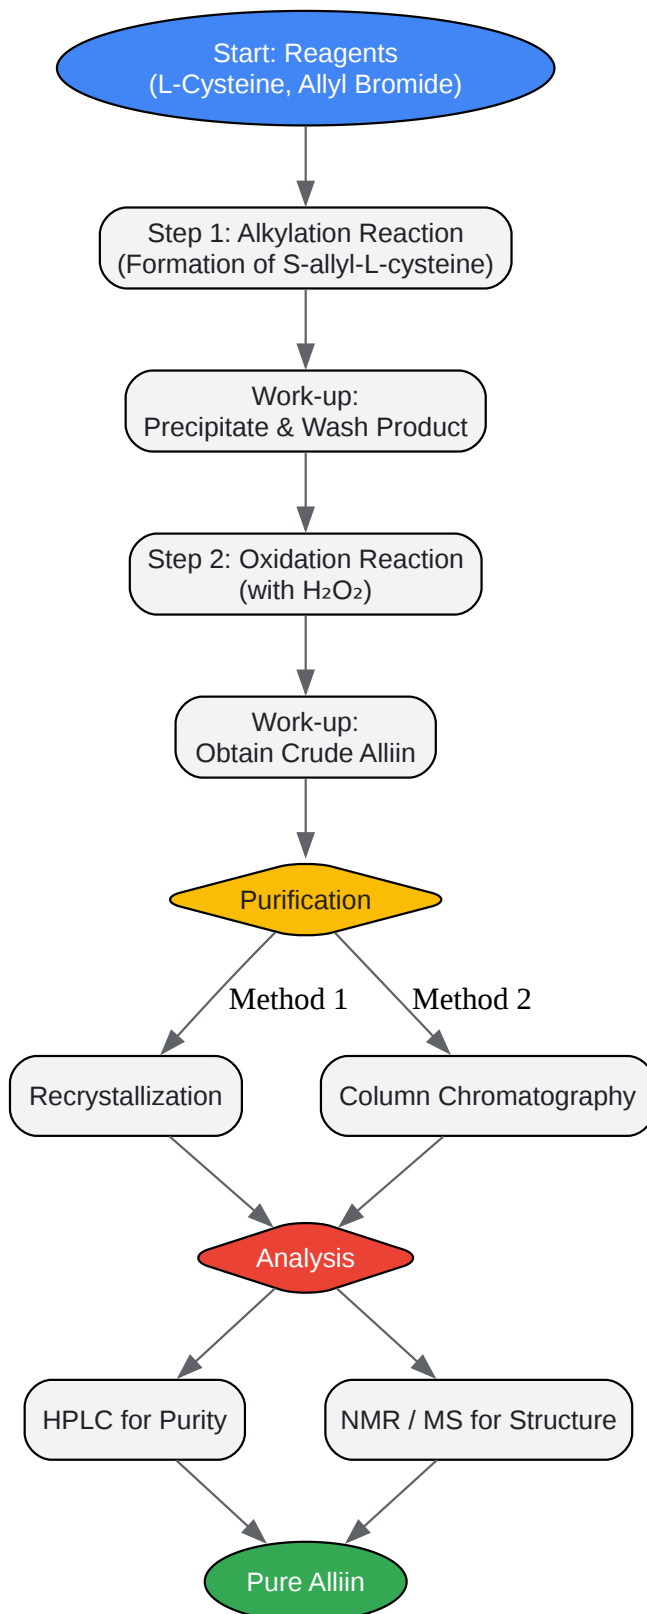 Start: Reagents
(L-Cysteine, Allyl Bromide)
Step 1: Alkylation Reaction
(Formation of S-allyl-L-cysteine)
Work-up:
Precipitate & Wash Product
Step 2: Oxidation Reaction
(with H₂O₂)
Work-up:
Obtain Crude Alliin
Purification
Method 1
Method 2
Recrystallization
Column Chromatography
Analysis
HPLC for Purity
NMR / MS for Structure
Pure Alliin